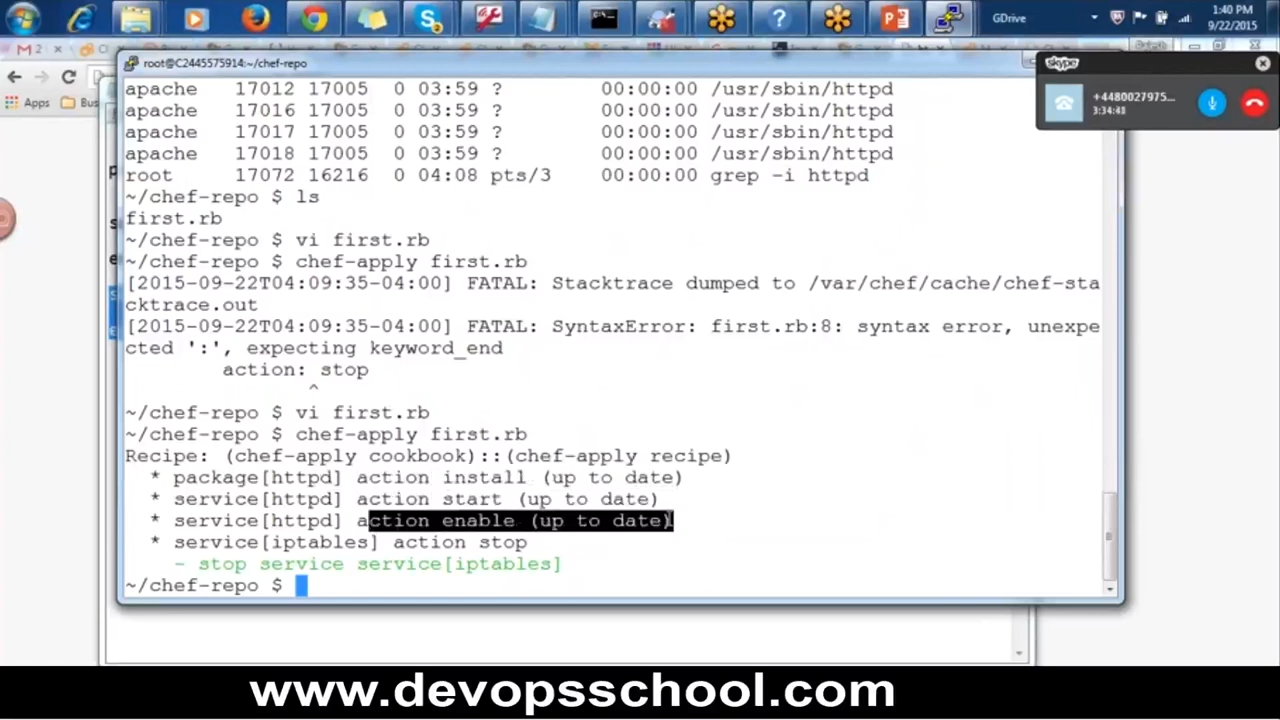 GDrive
1:40 PM
9/22/2015
M 2
root@C2445575914:~/chef-repo
skype
+4480027975...
3:34:48
Apps
Bus
apache 17012 17005 0 03:59 ? 00:00:00 /usr/sbin/httpd
apache 17016 17005 0 03:59 ? 00:00:00 /usr/sbin/httpd
apache 17017 17005 0 03:59 ? 00:00:00 /usr/sbin/httpd
apache 17018 17005 0 03:59 ? 00:00:00 /usr/sbin/httpd
root 17072 16216 0 04:08 pts/3 00:00:00 grep -i httpd
~/chef-repo $ ls
first.rb
~/chef-repo $ vi first.rb
~/chef-repo $ chef-apply first.rb
[2015-09-22T04:09:35-04:00] FATAL: Stacktrace dumped to /var/chef/cache/chef-sta
cktrace.out
[2015-09-22T04:09:35-04:00] FATAL: SyntaxError: first.rb:8: syntax error, unexpe
cted ':', expecting keyword_end
action: stop
^
~/chef-repo $ vi first.rb
~/chef-repo $ chef-apply first.rb
Recipe: (chef-apply cookbook)::(chef-apply recipe)
* package[httpd] action install (up to date)
* service[httpd] action start (up to date)
* service[httpd] action enable (up to date)
* service[iptables] action stop
- stop service service[iptables]
~/chef-repo $
www.devopsschool.com